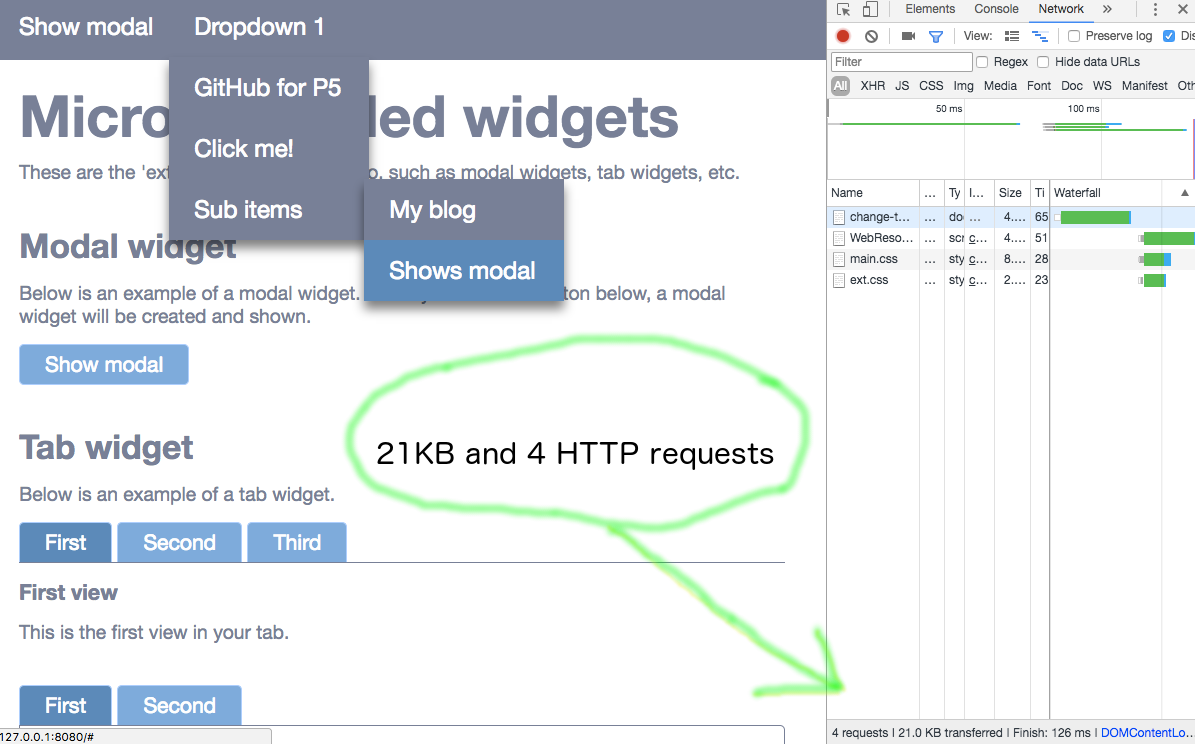 Show modal Dropdown 1
GitHub for P5
Click me!
Sub items
My blog
Shows modal
Micro led widgets
These are the 'ext o, such as modal widgets, tab widgets, etc.
Modal widget
Below is an example of a modal widget. ton below, a modal
widget will be created and shown.
Show modal
21KB and 4 HTTP requests
Tab widget
Below is an example of a tab widget.
First Second Third
First view
This is the first view in your tab.
First Second
127.0.0.1:8080/#
Elements Console Network »
View: Preserve log Dis
Filter Regex Hide data URLs
All XHR JS CSS Img Media Font Doc WS Manifest Oth
50 ms 100 ms
Name ... Ty I... Size Ti Waterfall ▲
change-t... ... do 4.... 65
WebReso... ... scr c... 4.... 51
main.css ... sty c... 8.... 28
ext.css ... sty c... 2.... 23
4 requests | 21.0 KB transferred | Finish: 126 ms | DOMContentLo...